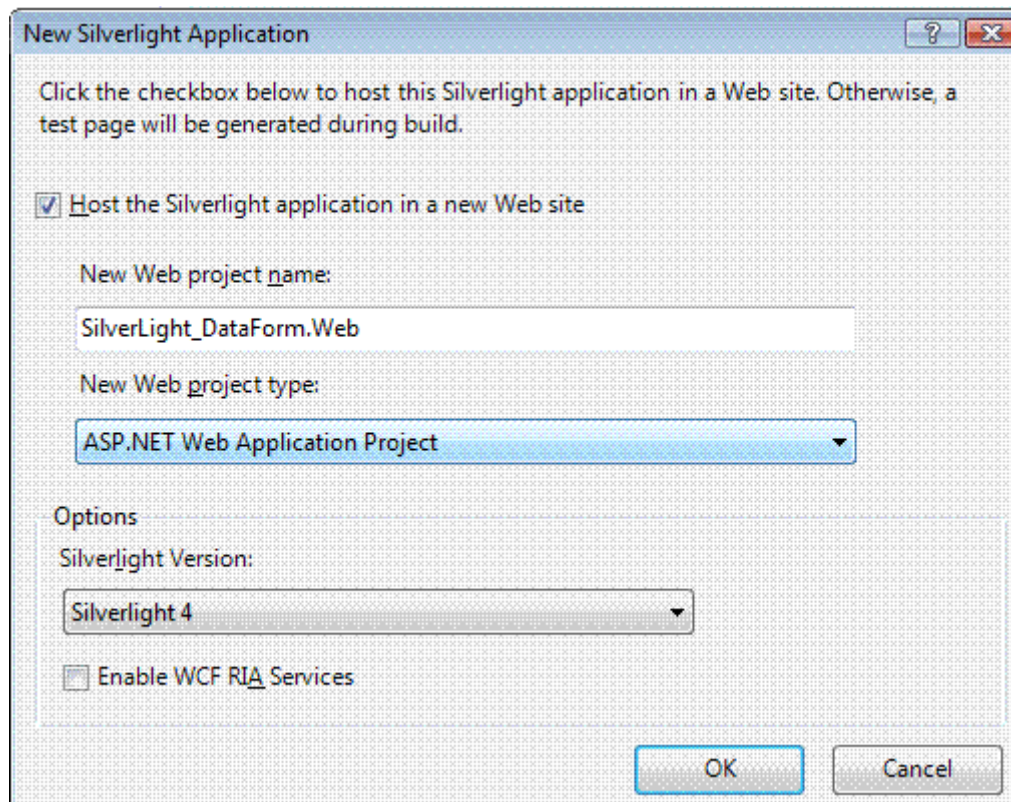 New Silverlight Application
Click the checkbox below to host this Silverlight application in a Web site. Otherwise, a
test page will be generated during build.
Host the Silverlight application in a new Web site
New Web project name:
SilverLight_DataForm.Web
New Web project type:
ASP.NET Web Application Project
Options
Silverlight Version:
Silverlight 4
Enable WCF RIA Services
OK Cancel